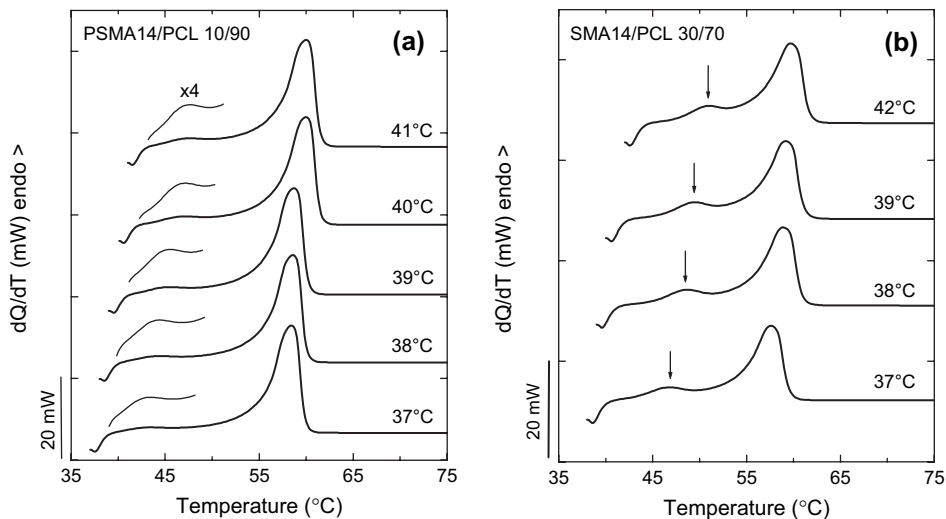 PSMA14/PCL 10/90
(a)
x4
41°C
40°C
39°C
38°C
37°C
20 mW
dQ/dT (mW) endo >
35
45
55
65
75
Temperature (°C)
SMA14/PCL 30/70
(b)
42°C
39°C
38°C
37°C
20 mW
dQ/dT (mW) endo >
35
45
55
65
75
Temperature (°C)